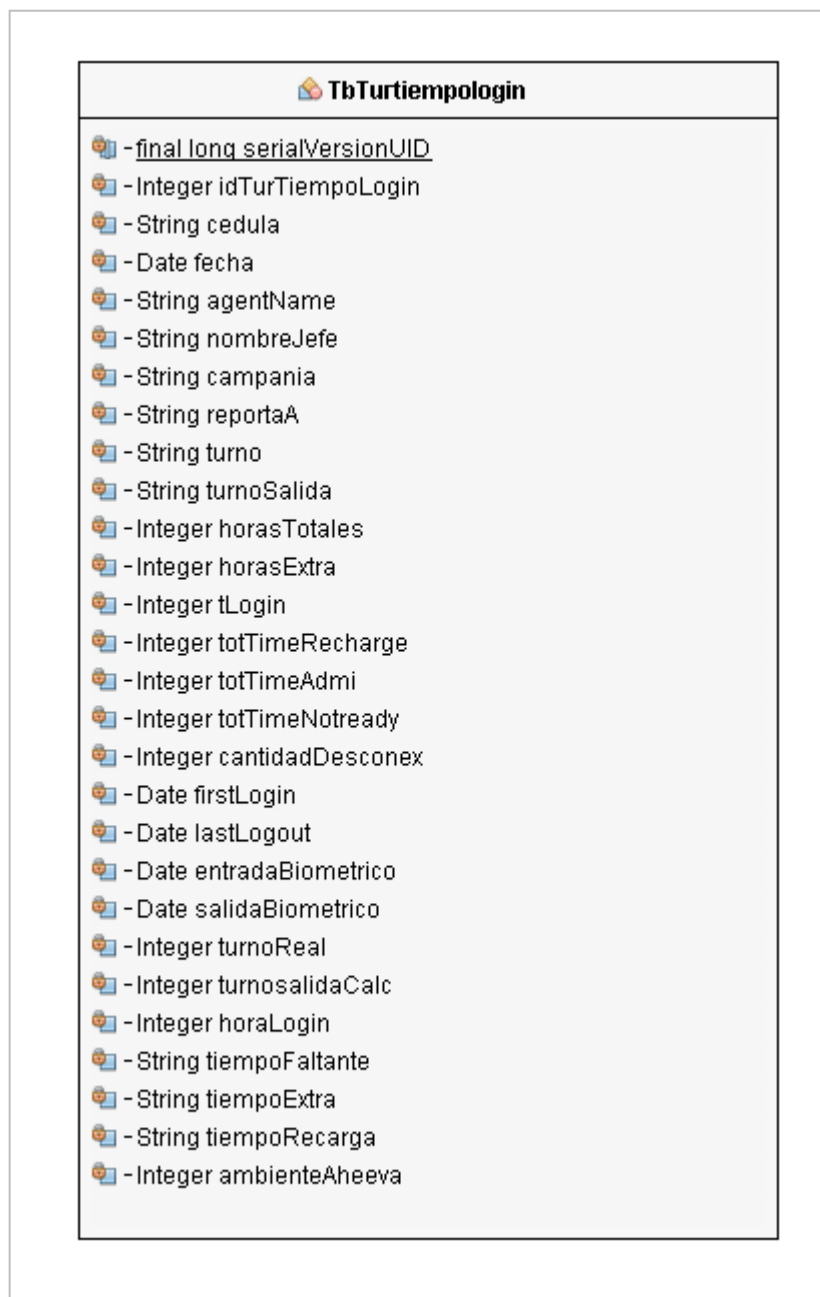 TbTurtiempologin
-final long serialVersionUID
-Integer idTurTiempoLogin
-String cedula
-Date fecha
-String agentName
-String nombreJefe
-String campania
-String reportaA
-String turno
-String turnoSalida
-Integer horasTotales
-Integer horasExtra
-Integer tLogin
-Integer totTimeRecharge
-Integer totTimeAdmi
-Integer totTimeNotready
-Integer cantidadDesconex
-Date firstLogin
-Date lastLogout
-Date entradaBiometrico
-Date salidaBiometrico
-Integer turnoReal
-Integer turnosalidaCalc
-Integer horaLogin
-String tiempoFaltante
-String tiempoExtra
-String tiempoRecarga
-Integer ambienteAheeva